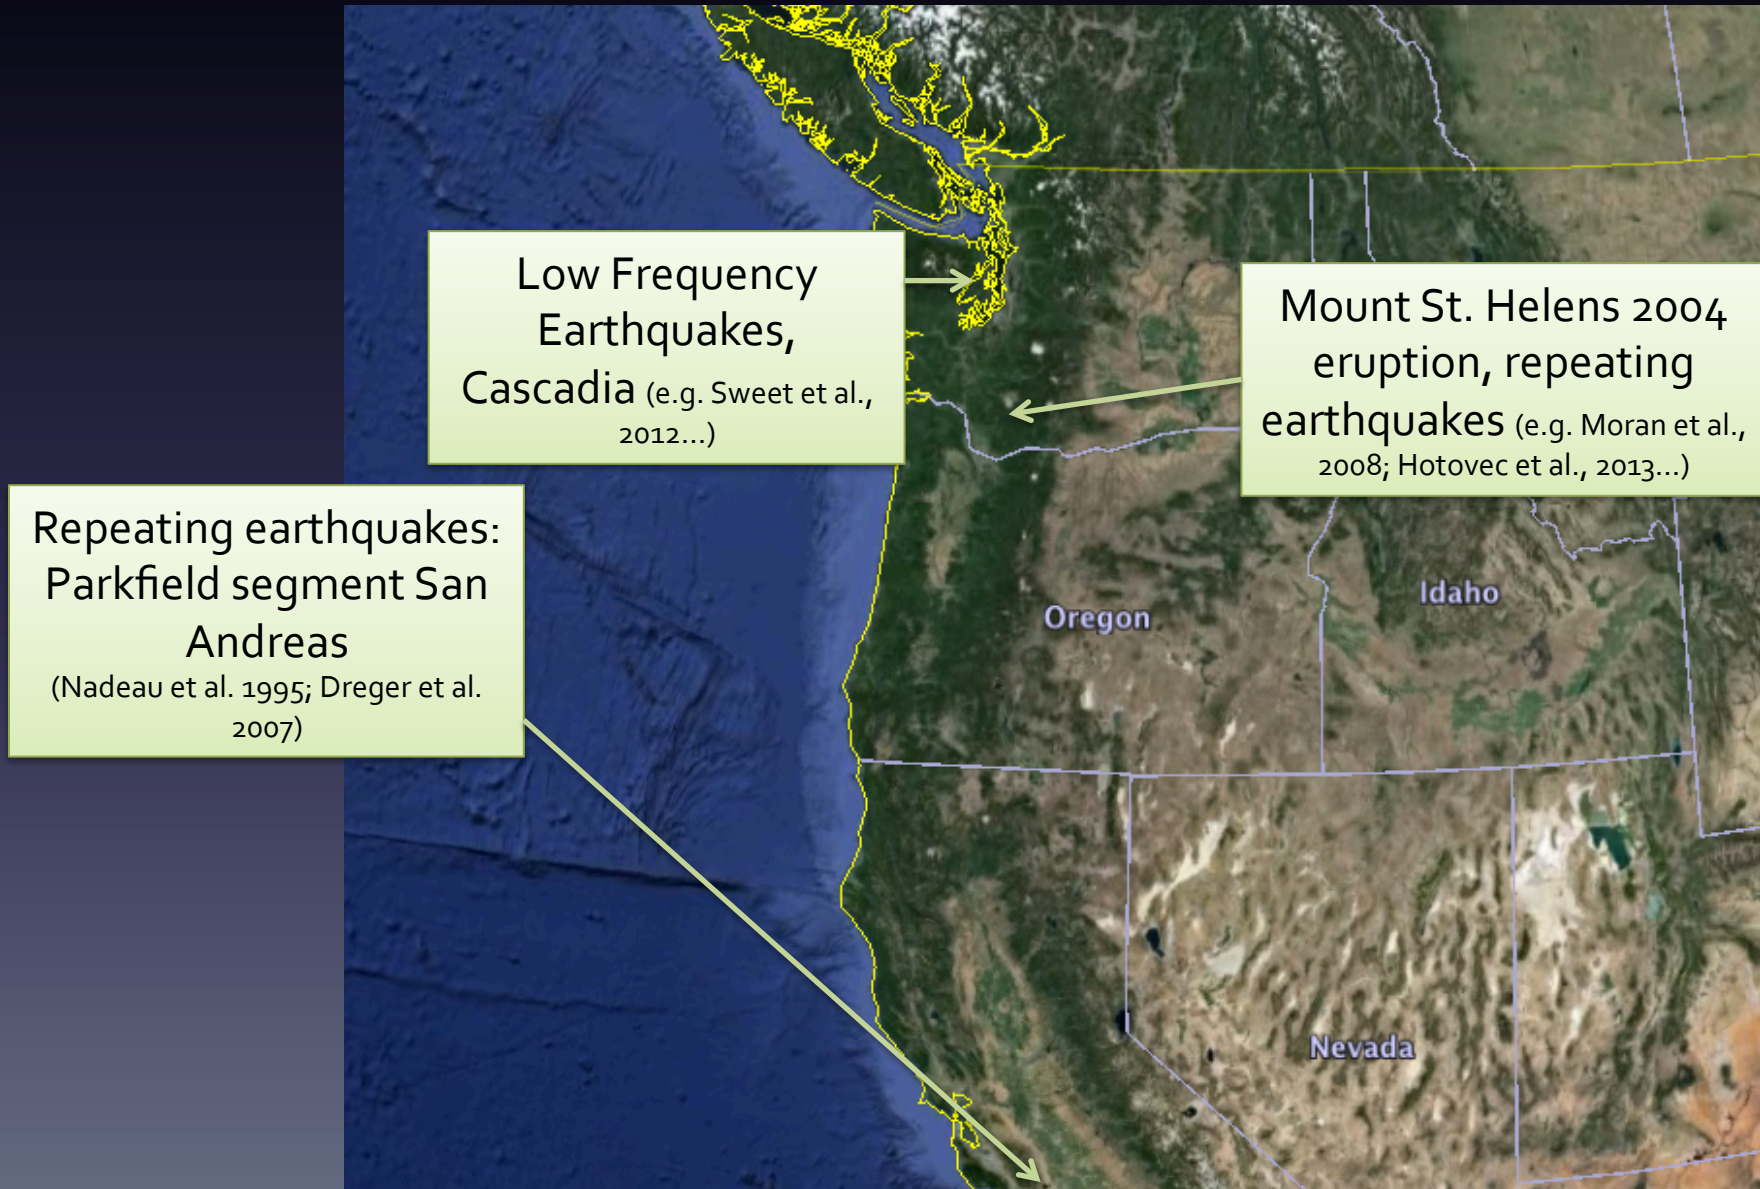 Low Frequency
Earthquakes,
Cascadia (e.g. Sweet et al.,
2012...)
Mount St. Helens 2004
eruption, repeating
earthquakes (e.g. Moran et al.,
2008; Hotovec et al., 2013...)
Repeating earthquakes:
Parkfield segment San
Andreas
(Nadeau et al. 1995; Dreger et al.
2007)
Oregon
Idaho
Nevada